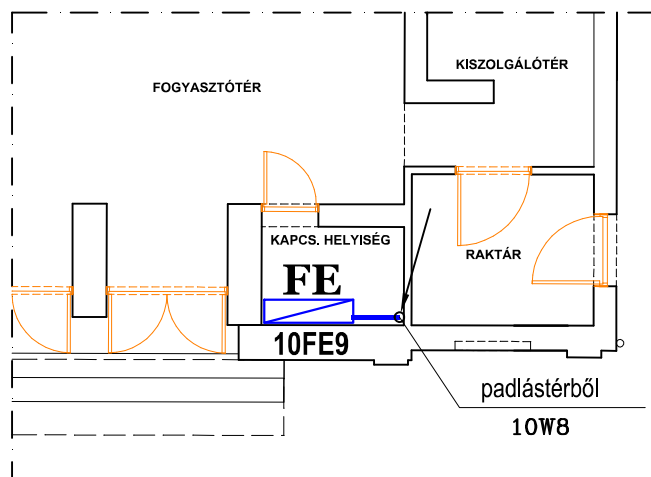 KISZOLGÁLÓTÉR
FOGYASZTÓTÉR
KAPCS. HELYISÉG
RAKTÁR
FE
10FE9
padlástérből
10W8